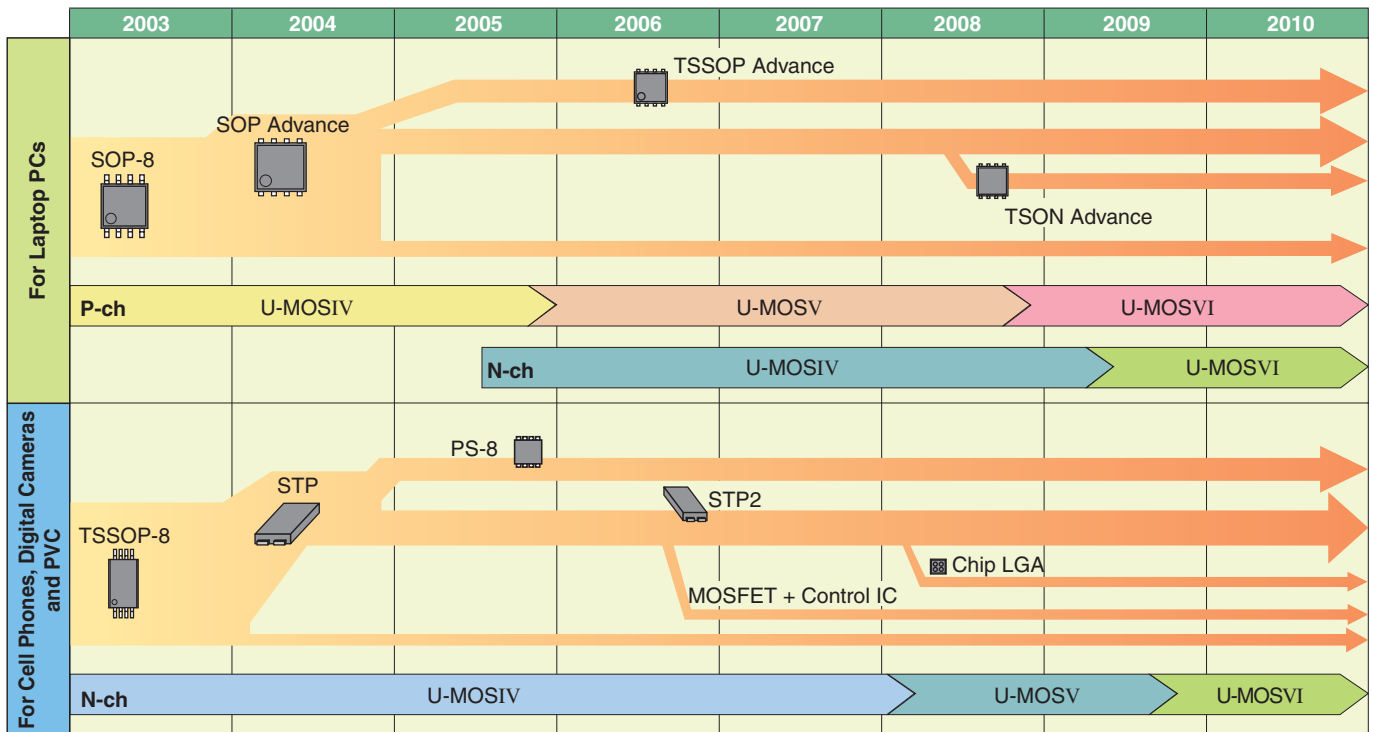 2003 2004 2005 2006 2007 2008 2009 2010
For Laptop PCs
TSSOP Advance
SOP Advance
SOP-8
TSON Advance
P-ch U-MOSIV U-MOSV U-MOSVI
N-ch U-MOSIV U-MOSVI
For Cell Phones, Digital Cameras
and PVC
PS-8
STP
STP2
TSSOP-8
Chip LGA
MOSFET + Control IC
N-ch U-MOSIV U-MOSV U-MOSVI